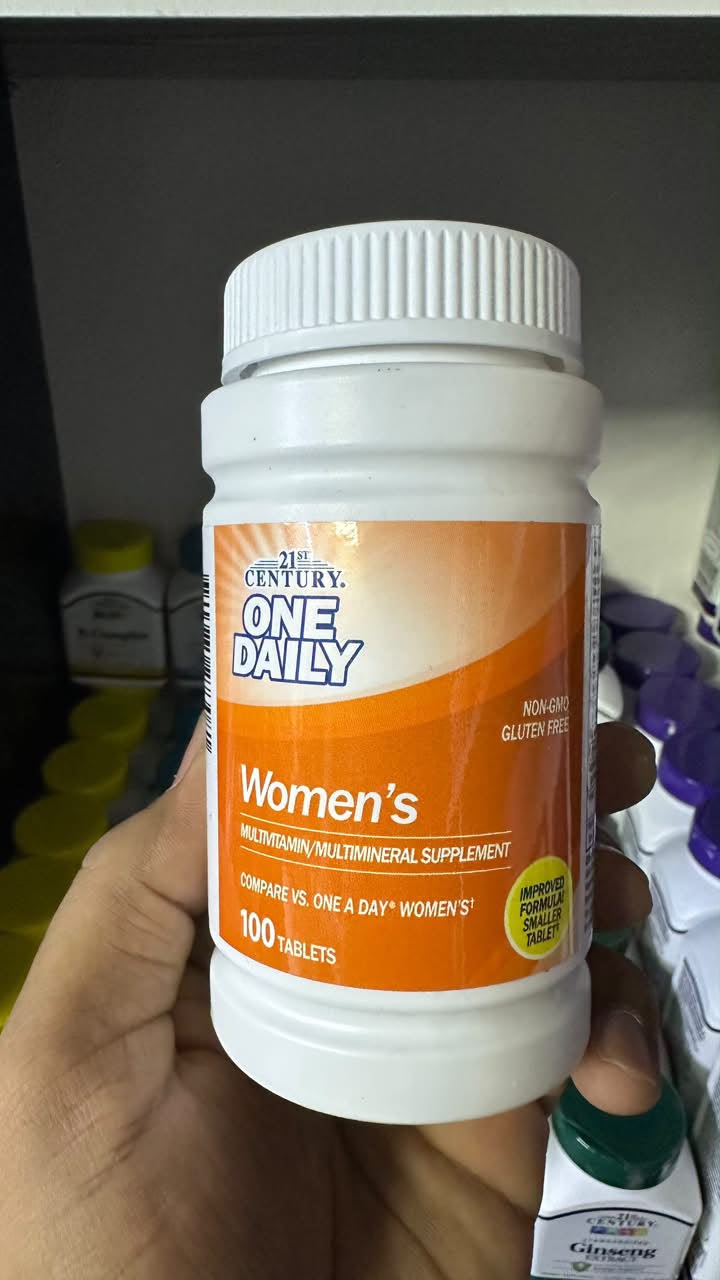 21ST
CENTURY®
ONE
DAILY
NON-GMO
GLUTEN FREE
Women's
MULTIVITAMIN/MULTIMINERAL SUPPLEMENT
COMPARE VS. ONE A DAY® WOMEN'S†
100 TABLETS
IMPROVED
FORMULA!
SMALLER
TABLET†
21ST
CENTURY®
Ginseng
EXTRACT